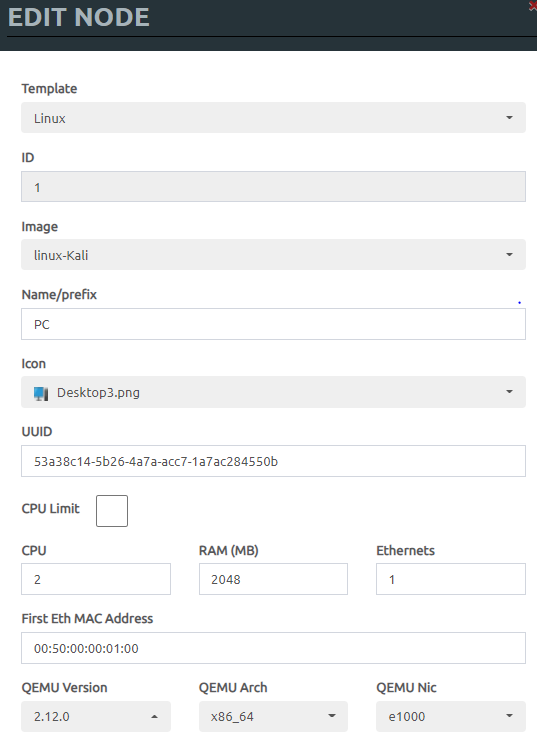 EDIT NODE
Template
Linux
ID
1
Image
linux-Kali
Name/prefix
PC
Icon
Desktop3.png
UUID
53a38c14-5b26-4a7a-acc7-1a7ac284550b
CPU Limit
CPU RAM (MB) Ethernets
2 2048 1
First Eth MAC Address
00:50:00:00:01:00
QEMU Version QEMU Arch QEMU Nic
2.12.0 x86_64 e1000